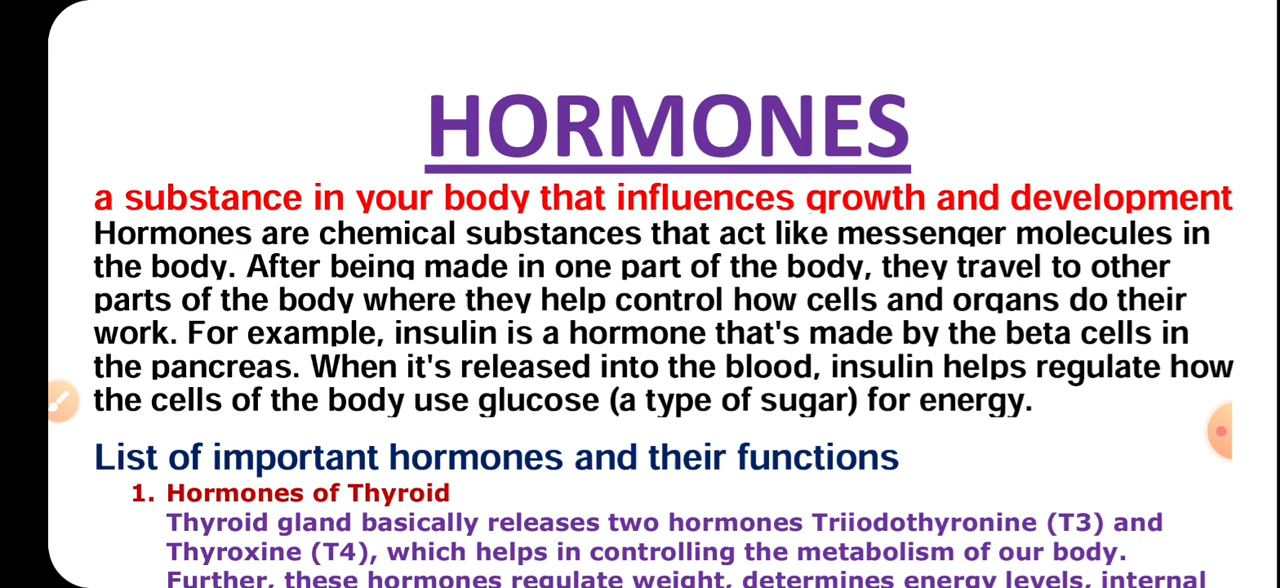 HORMONES
a substance in your body that influences growth and development
Hormones are chemical substances that act like messenger molecules in
the body. After being made in one part of the body, they travel to other
parts of the body where they help control how cells and organs do their
work. For example, insulin is a hormone that's made by the beta cells in
the pancreas. When it's released into the blood, insulin helps regulate how
the cells of the body use glucose (a type of sugar) for energy.
List of important hormones and their functions
1. Hormones of Thyroid
Thyroid gland basically releases two hormones Triiodothyronine (T3) and
Thyroxine (T4), which helps in controlling the metabolism of our body.
Further, these hormones regulate weight, determines energy levels, internal